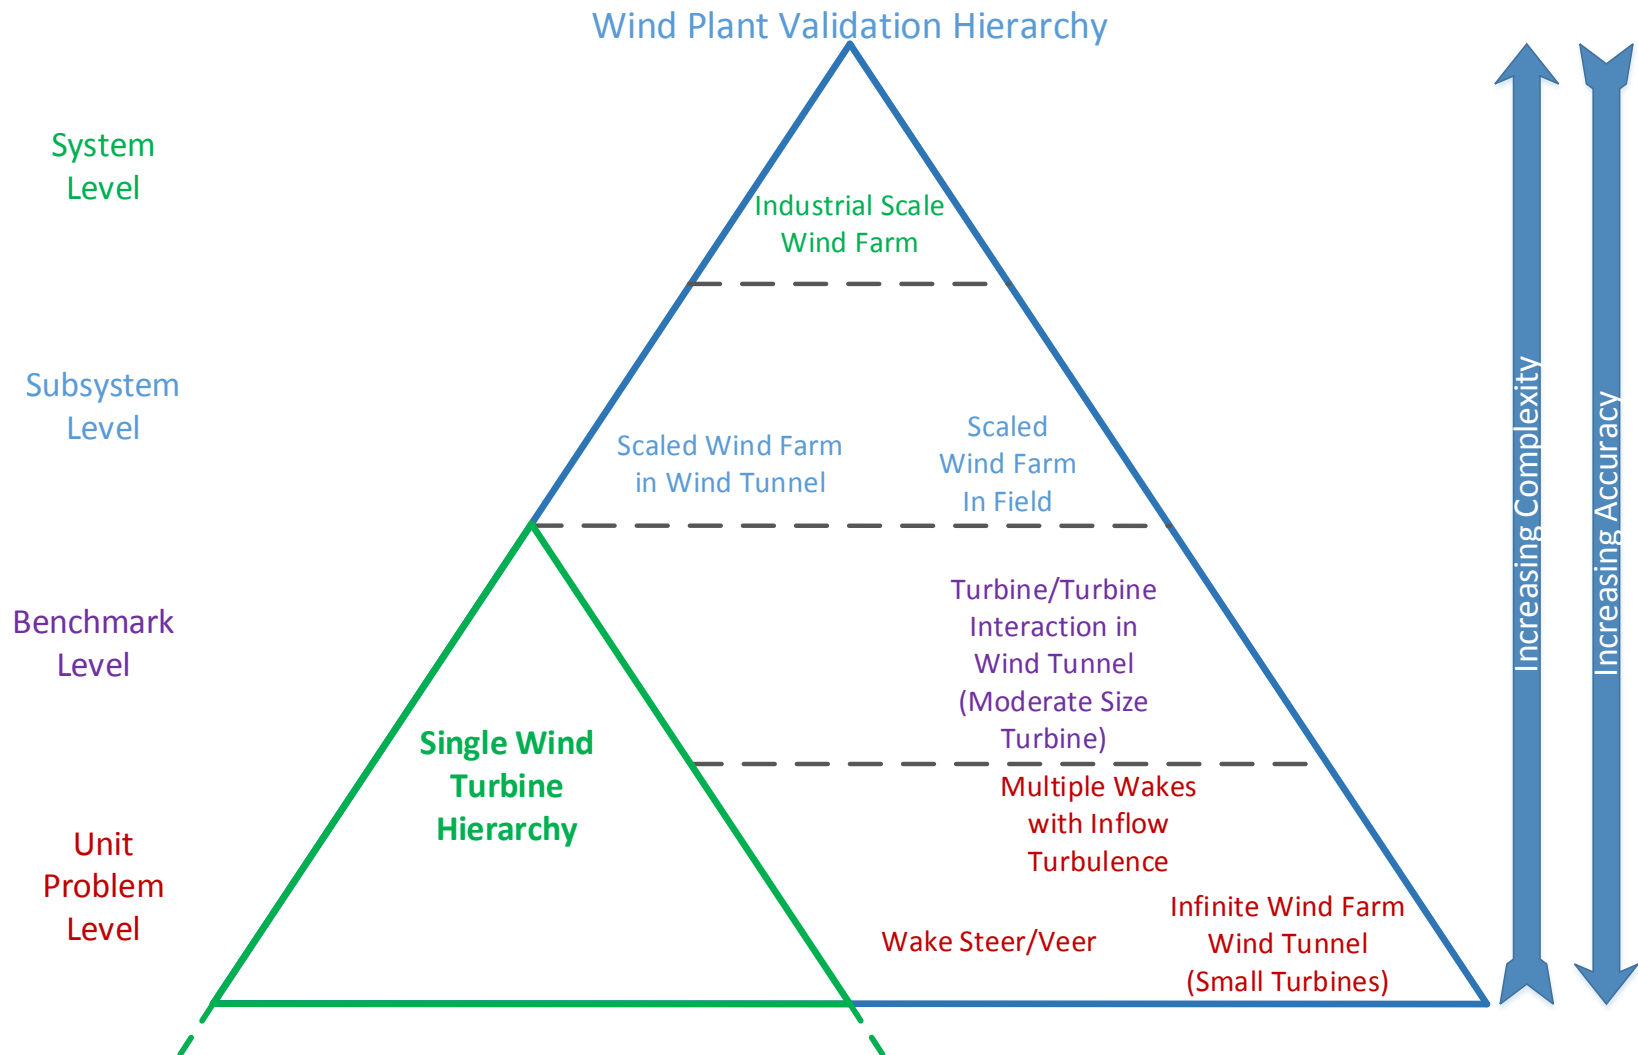 Wind Plant Validation Hierarchy
System
Level
Industrial Scale
Wind Farm
Subsystem
Level
Scaled Wind Farm
in Wind Tunnel
Scaled
Wind Farm
In Field
Benchmark
Level
Turbine/Turbine
Interaction in
Wind Tunnel
(Moderate Size
Turbine)
Single Wind
Turbine
Hierarchy
Unit
Problem
Level
Multiple Wakes
with Inflow
Turbulence
Wake Steer/Veer
Infinite Wind Farm
Wind Tunnel
(Small Turbines)
Increasing Complexity
Increasing Accuracy